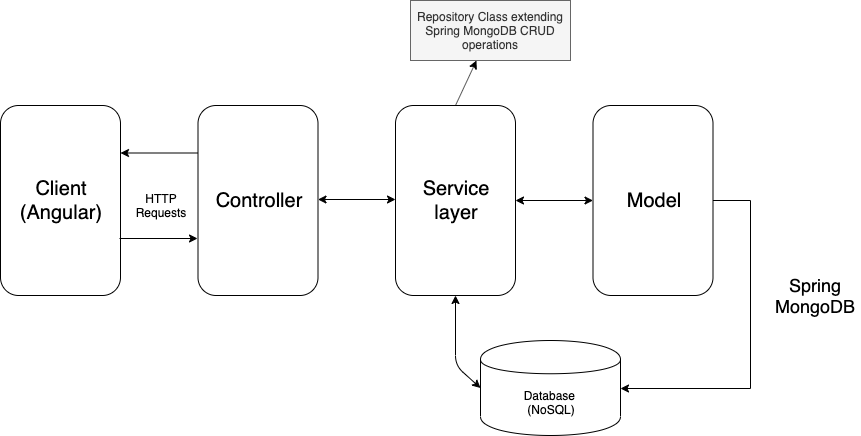 Repository Class extending
Spring MongoDB CRUD
operations
Client
(Angular)
HTTP
Requests
Controller
Service
layer
Model
Spring
MongoDB
Database
(NoSQL)